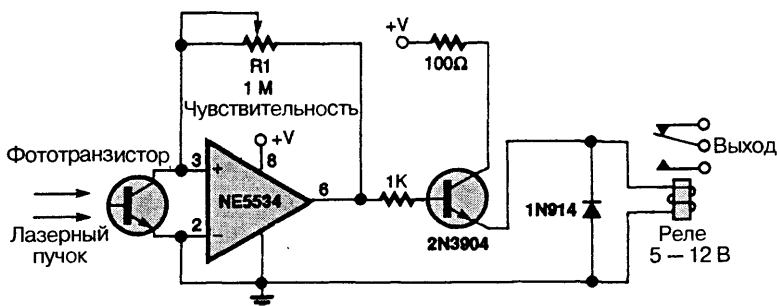 +V
100Ω
R1
1 M
Чувствительность
+V
8
Фототранзистор
3
+
NE5534
6
1K
2
−
2N3904
1N914
Выход
Лазерный
пучок
Реле
5 – 12 В